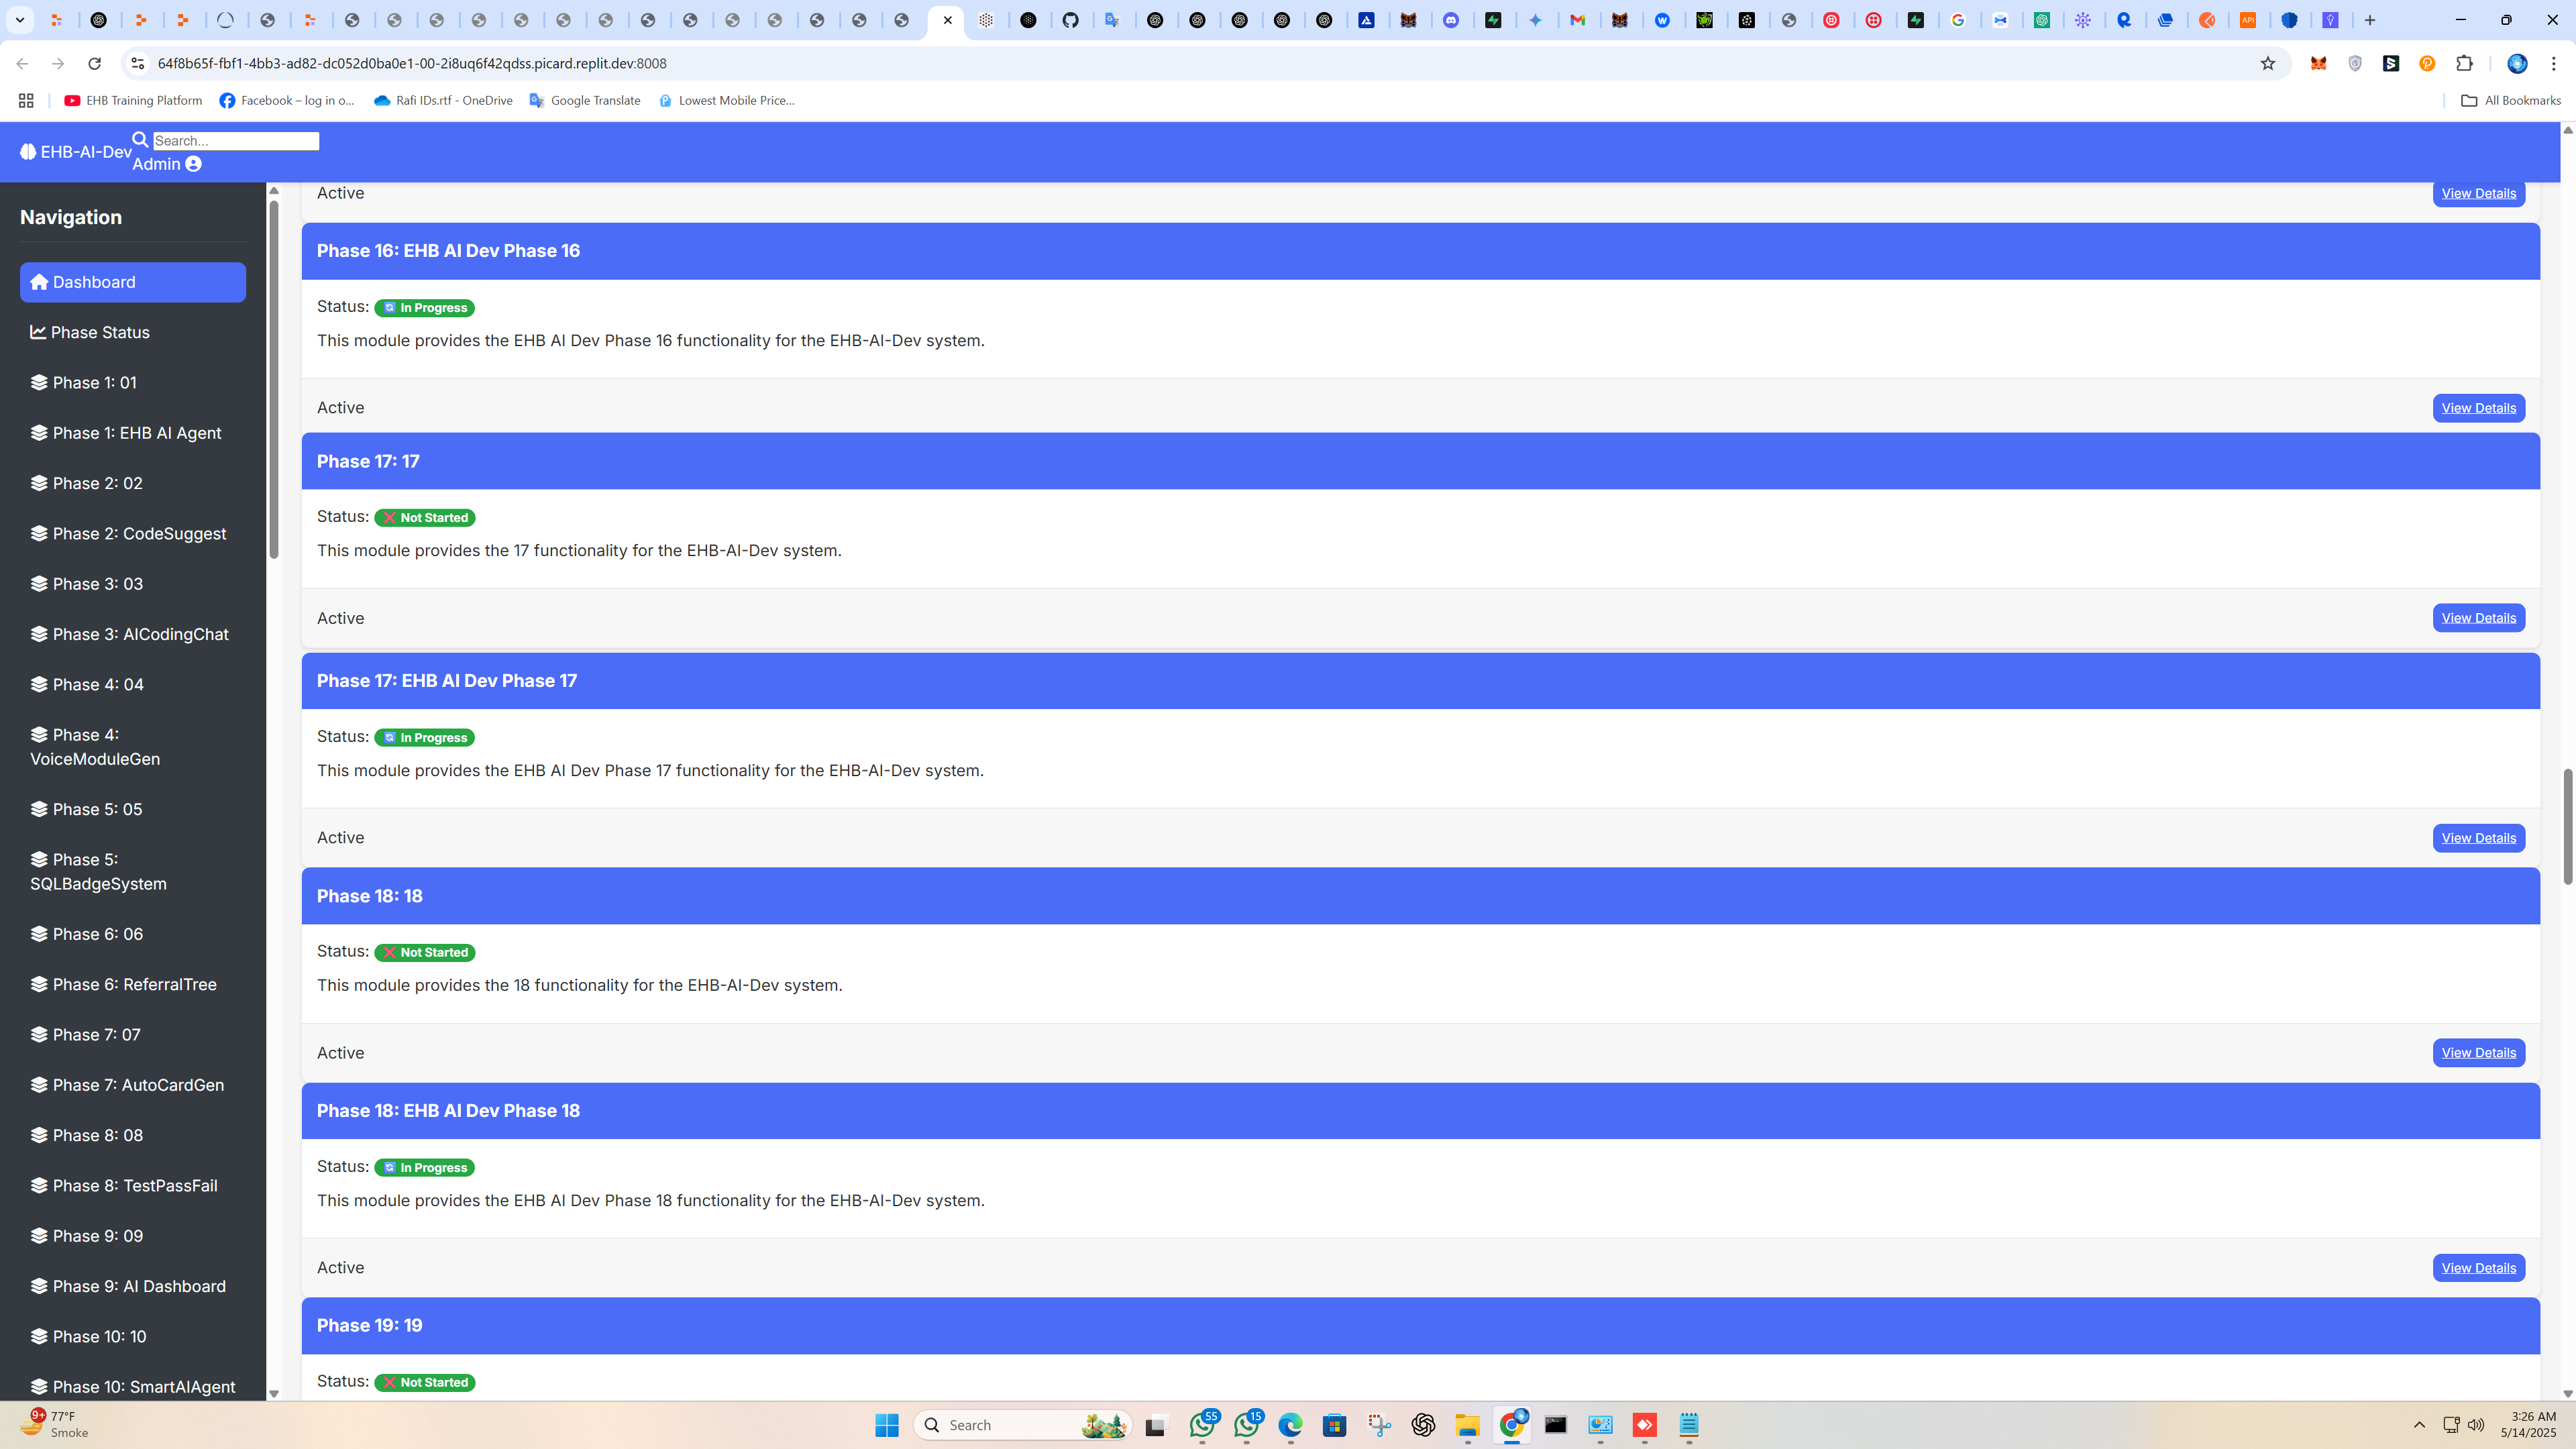 64f8b65f-fbf1-4bb3-ad82-dc052d0ba0e1-00-2i8uq6f42qdss.picard.replit.dev:8008
EHB Training Platform
Facebook – log in o...
Rafi IDs.rtf - OneDrive
Google Translate
Lowest Mobile Price...
All Bookmarks
EHB-AI-Dev
Search...
Admin
Navigation
Dashboard
Phase Status
Phase 1: 01
Phase 1: EHB AI Agent
Phase 2: 02
Phase 2: CodeSuggest
Phase 3: 03
Phase 3: AICodingChat
Phase 4: 04
Phase 4:
VoiceModuleGen
Phase 5: 05
Phase 5:
SQLBadgeSystem
Phase 6: 06
Phase 6: ReferralTree
Phase 7: 07
Phase 7: AutoCardGen
Phase 8: 08
Phase 8: TestPassFail
Phase 9: 09
Phase 9: AI Dashboard
Phase 10: 10
Phase 10: SmartAIAgent
Active
View Details
Phase 16: EHB AI Dev Phase 16
Status: In Progress
This module provides the EHB AI Dev Phase 16 functionality for the EHB-AI-Dev system.
Active
View Details
Phase 17: 17
Status: Not Started
This module provides the 17 functionality for the EHB-AI-Dev system.
Active
View Details
Phase 17: EHB AI Dev Phase 17
Status: In Progress
This module provides the EHB AI Dev Phase 17 functionality for the EHB-AI-Dev system.
Active
View Details
Phase 18: 18
Status: Not Started
This module provides the 18 functionality for the EHB-AI-Dev system.
Active
View Details
Phase 18: EHB AI Dev Phase 18
Status: In Progress
This module provides the EHB AI Dev Phase 18 functionality for the EHB-AI-Dev system.
Active
View Details
Phase 19: 19
Status: Not Started
9+
77°F
Smoke
Search
55
15
3:26 AM
5/14/2025